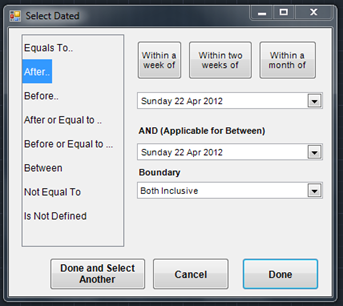 Select Dated
Equals To..
After..
Before..
After or Equal to ..
Before or Equal to ...
Between
Not Equal To
Is Not Defined
Within a
week of
Within two
weeks of
Within a
month of
Sunday 22 Apr 2012
AND (Applicable for Between)
Sunday 22 Apr 2012
Boundary
Both Inclusive
Done and Select
Another
Cancel
Done